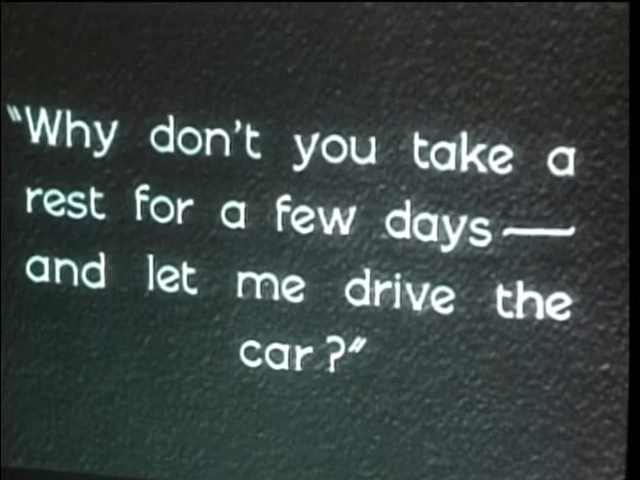 "Why don't you take a
rest for a few days—
and let me drive the
car?"